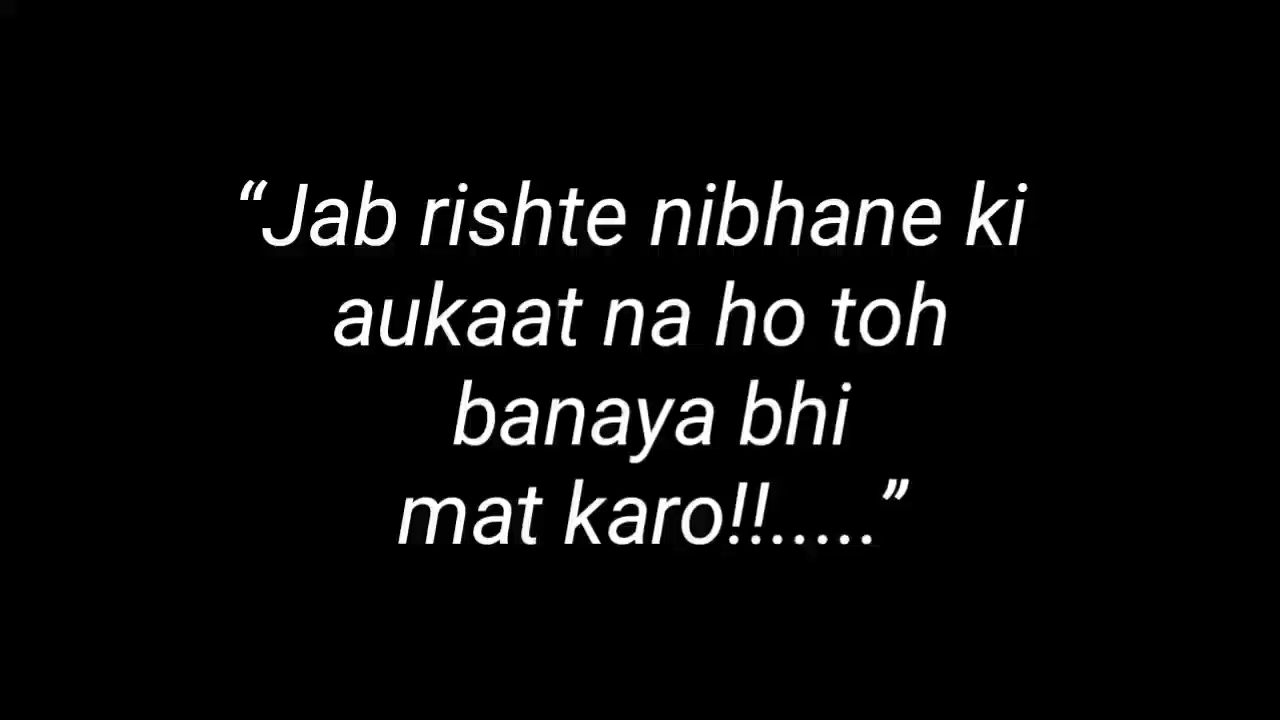 “Jab rishte nibhane ki
aukaat na ho toh
banaya bhi
mat karo!!.....”